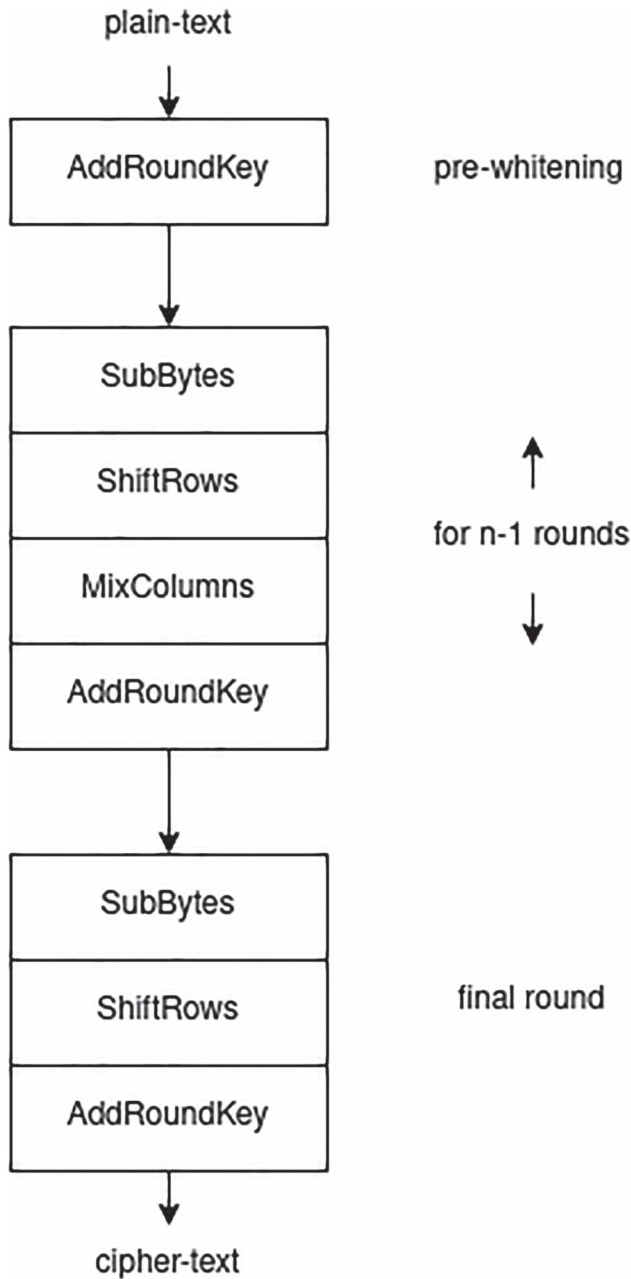 plain-text
AddRoundKey
pre-whitening
SubBytes
ShiftRows
for n-1 rounds
MixColumns
AddRoundKey
SubBytes
ShiftRows
final round
AddRoundKey
cipher-text